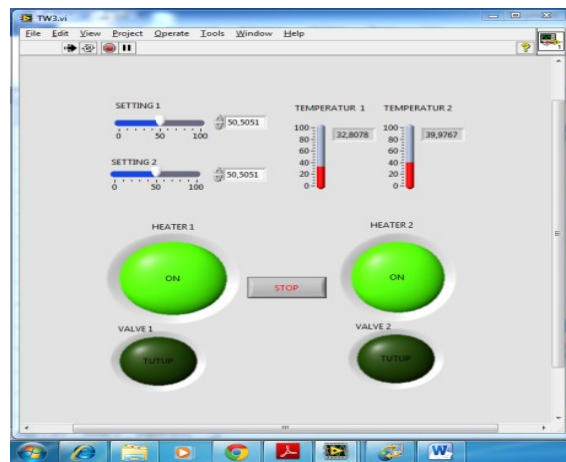 TW3.vi
File Edit View Project Operate Tools Window Help
SETTING 1
50,5051
0 50 100
SETTING 2
50,5051
0 50 100
TEMPERATUR 1 TEMPERATUR 2
100 100
80 32,8078 80 39,9767
60 60
40 40
20 20
0 0
HEATER 1 HEATER 2
ON ON
STOP
VALVE 1 VALVE 2
TUTUP TUTUP
W